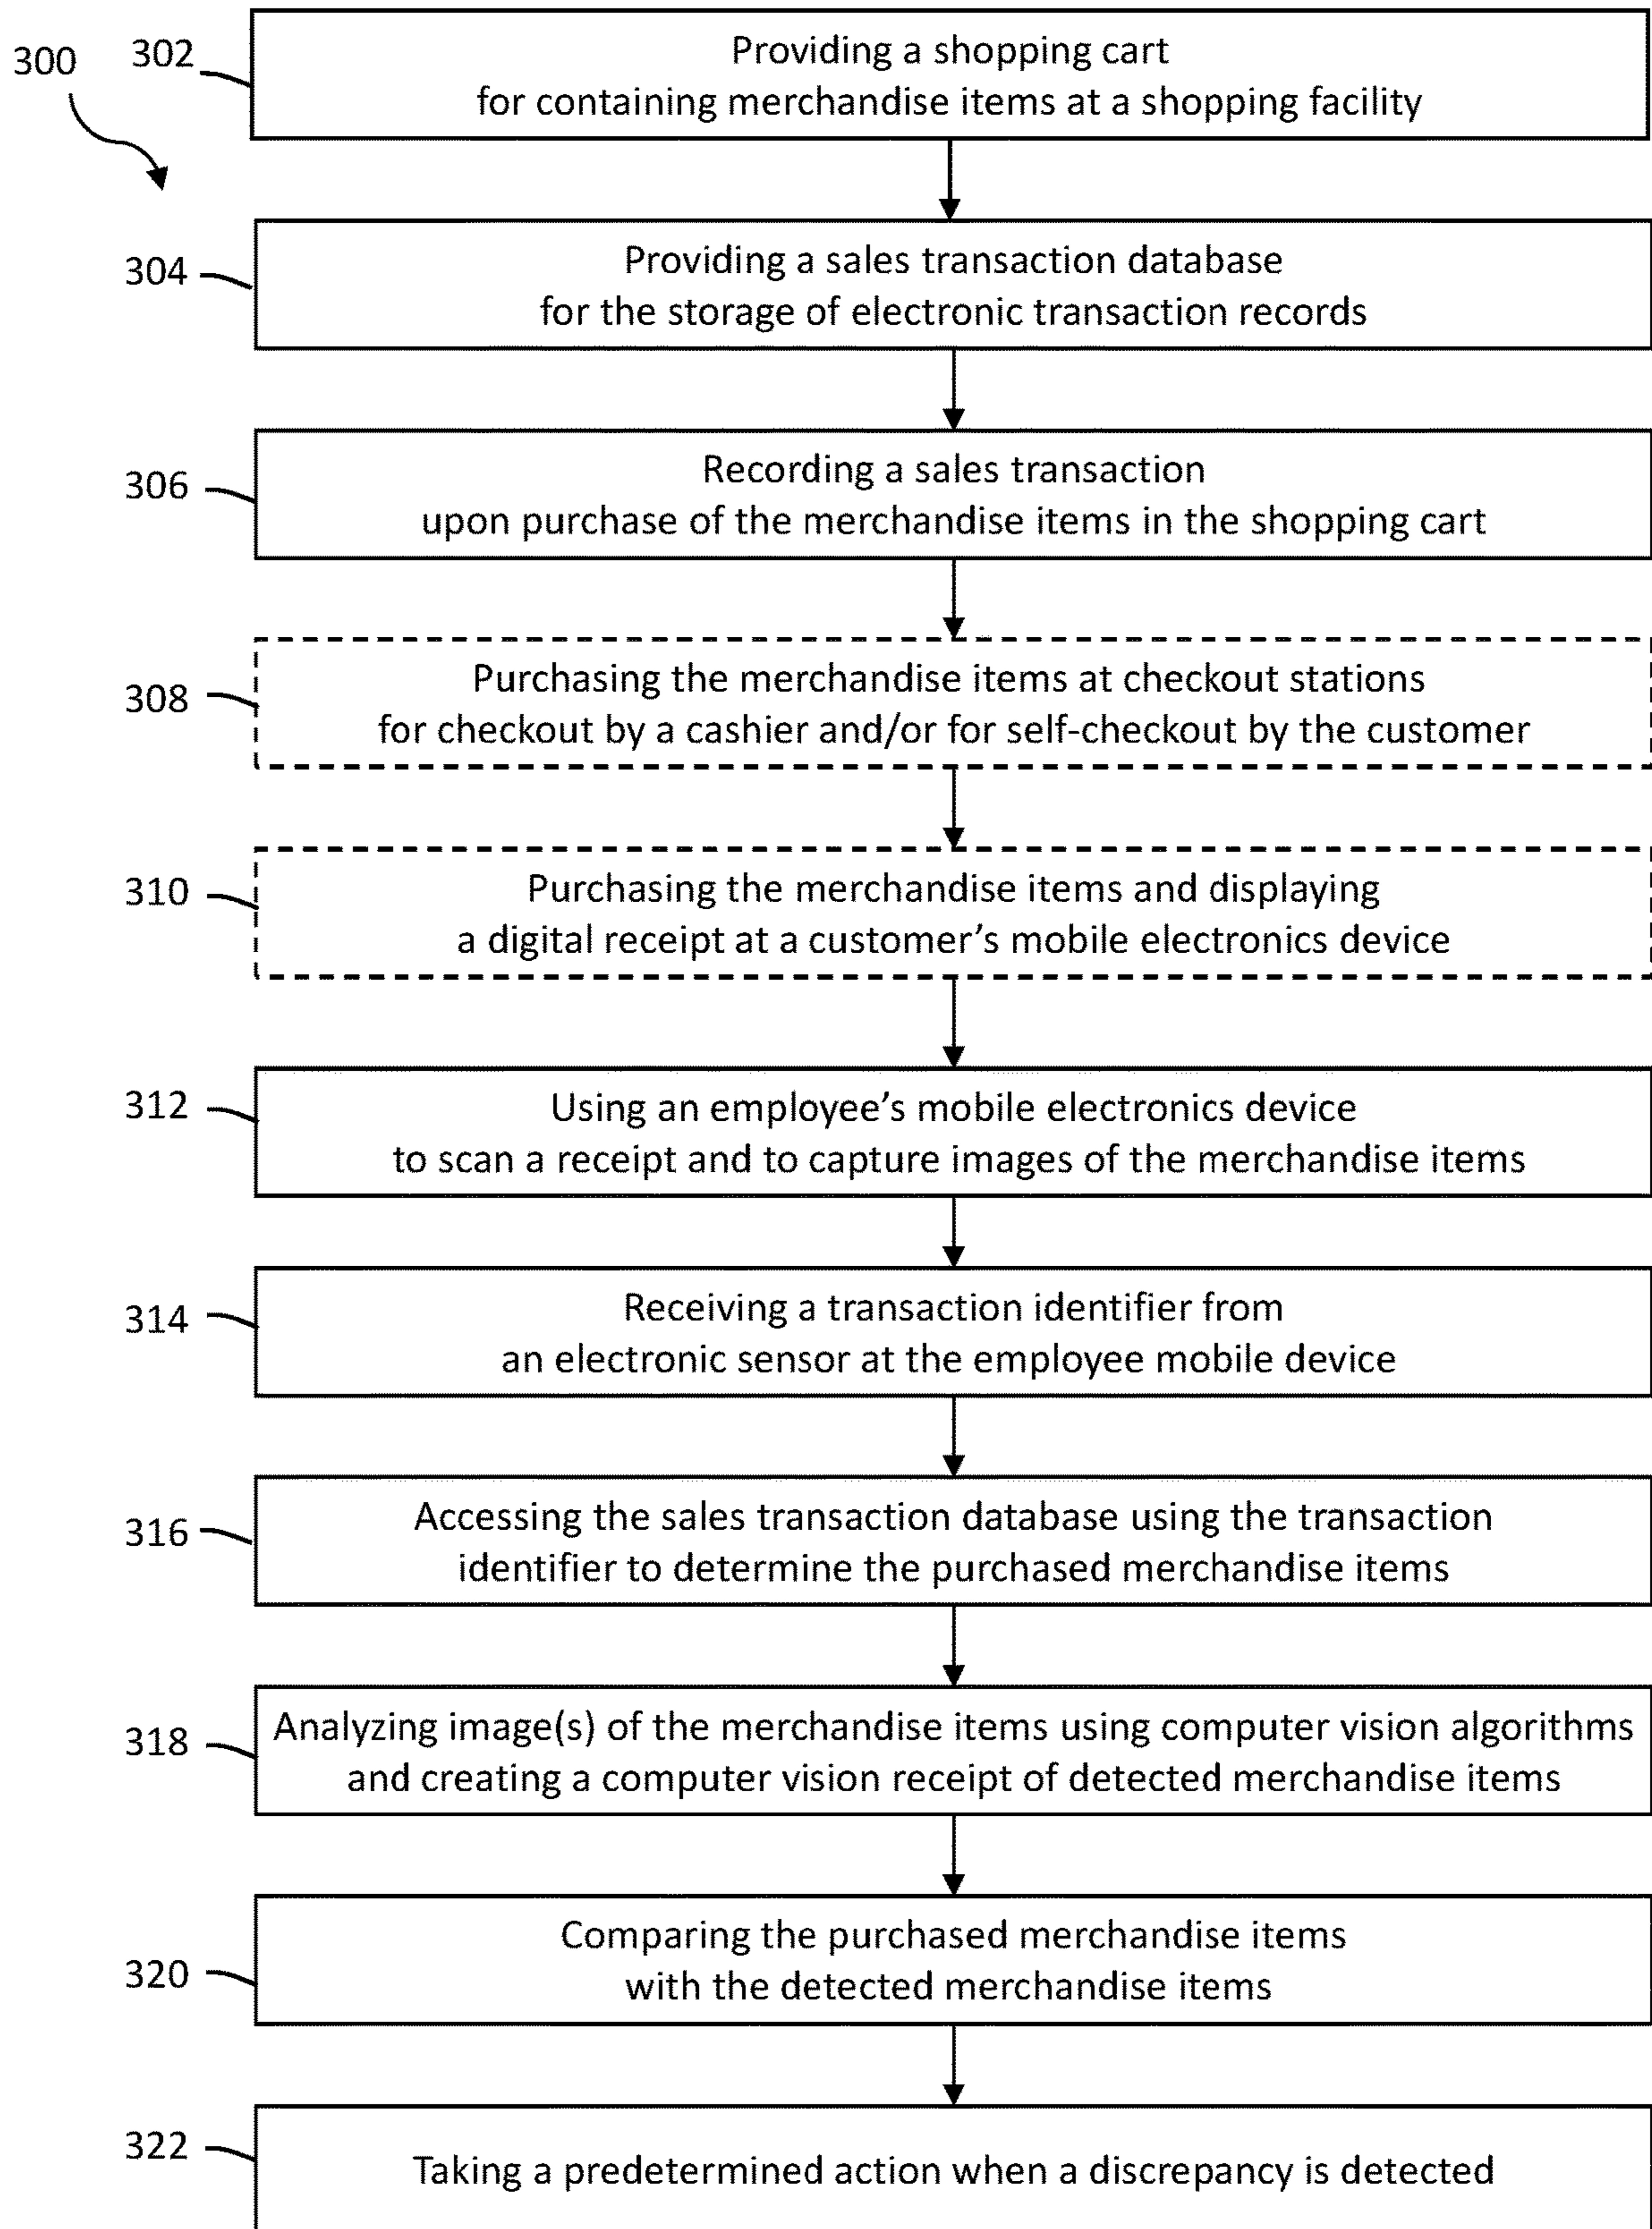 300
302
Providing a shopping cart
for containing merchandise items at a shopping facility
304
Providing a sales transaction database
for the storage of electronic transaction records
306
Recording a sales transaction
upon purchase of the merchandise items in the shopping cart
308
Purchasing the merchandise items at checkout stations
for checkout by a cashier and/or for self-checkout by the customer
310
Purchasing the merchandise items and displaying
a digital receipt at a customer’s mobile electronics device
312
Using an employee’s mobile electronics device
to scan a receipt and to capture images of the merchandise items
314
Receiving a transaction identifier from
an electronic sensor at the employee mobile device
316
Accessing the sales transaction database using the transaction
identifier to determine the purchased merchandise items
318
Analyzing image(s) of the merchandise items using computer vision algorithms
and creating a computer vision receipt of detected merchandise items
320
Comparing the purchased merchandise items
with the detected merchandise items
322
Taking a predetermined action when a discrepancy is detected